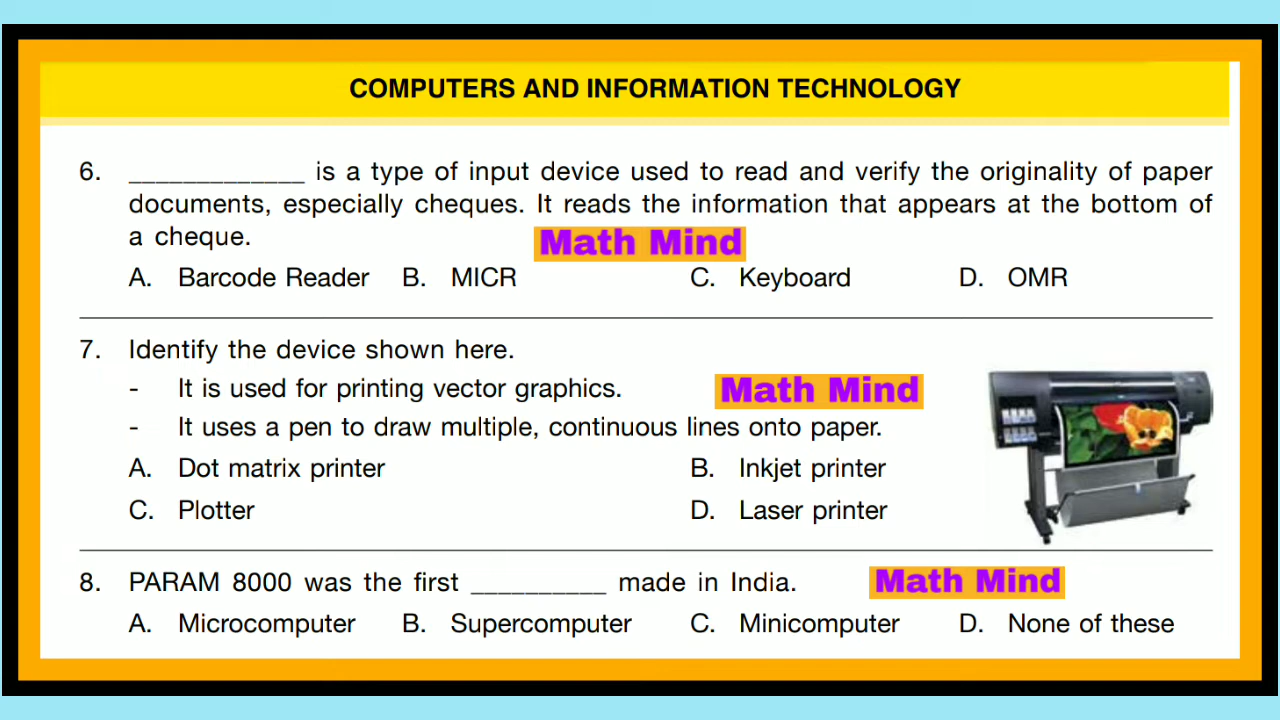 COMPUTERS AND INFORMATION TECHNOLOGY
6. _____________ is a type of input device used to read and verify the originality of paper
documents, especially cheques. It reads the information that appears at the bottom of
a cheque.
Math Mind
A. Barcode Reader B. MICR C. Keyboard D. OMR
7. Identify the device shown here.
- It is used for printing vector graphics.
Math Mind
- It uses a pen to draw multiple, continuous lines onto paper.
A. Dot matrix printer B. Inkjet printer
C. Plotter D. Laser printer
8. PARAM 8000 was the first __________ made in India.
Math Mind
A. Microcomputer B. Supercomputer C. Minicomputer D. None of these